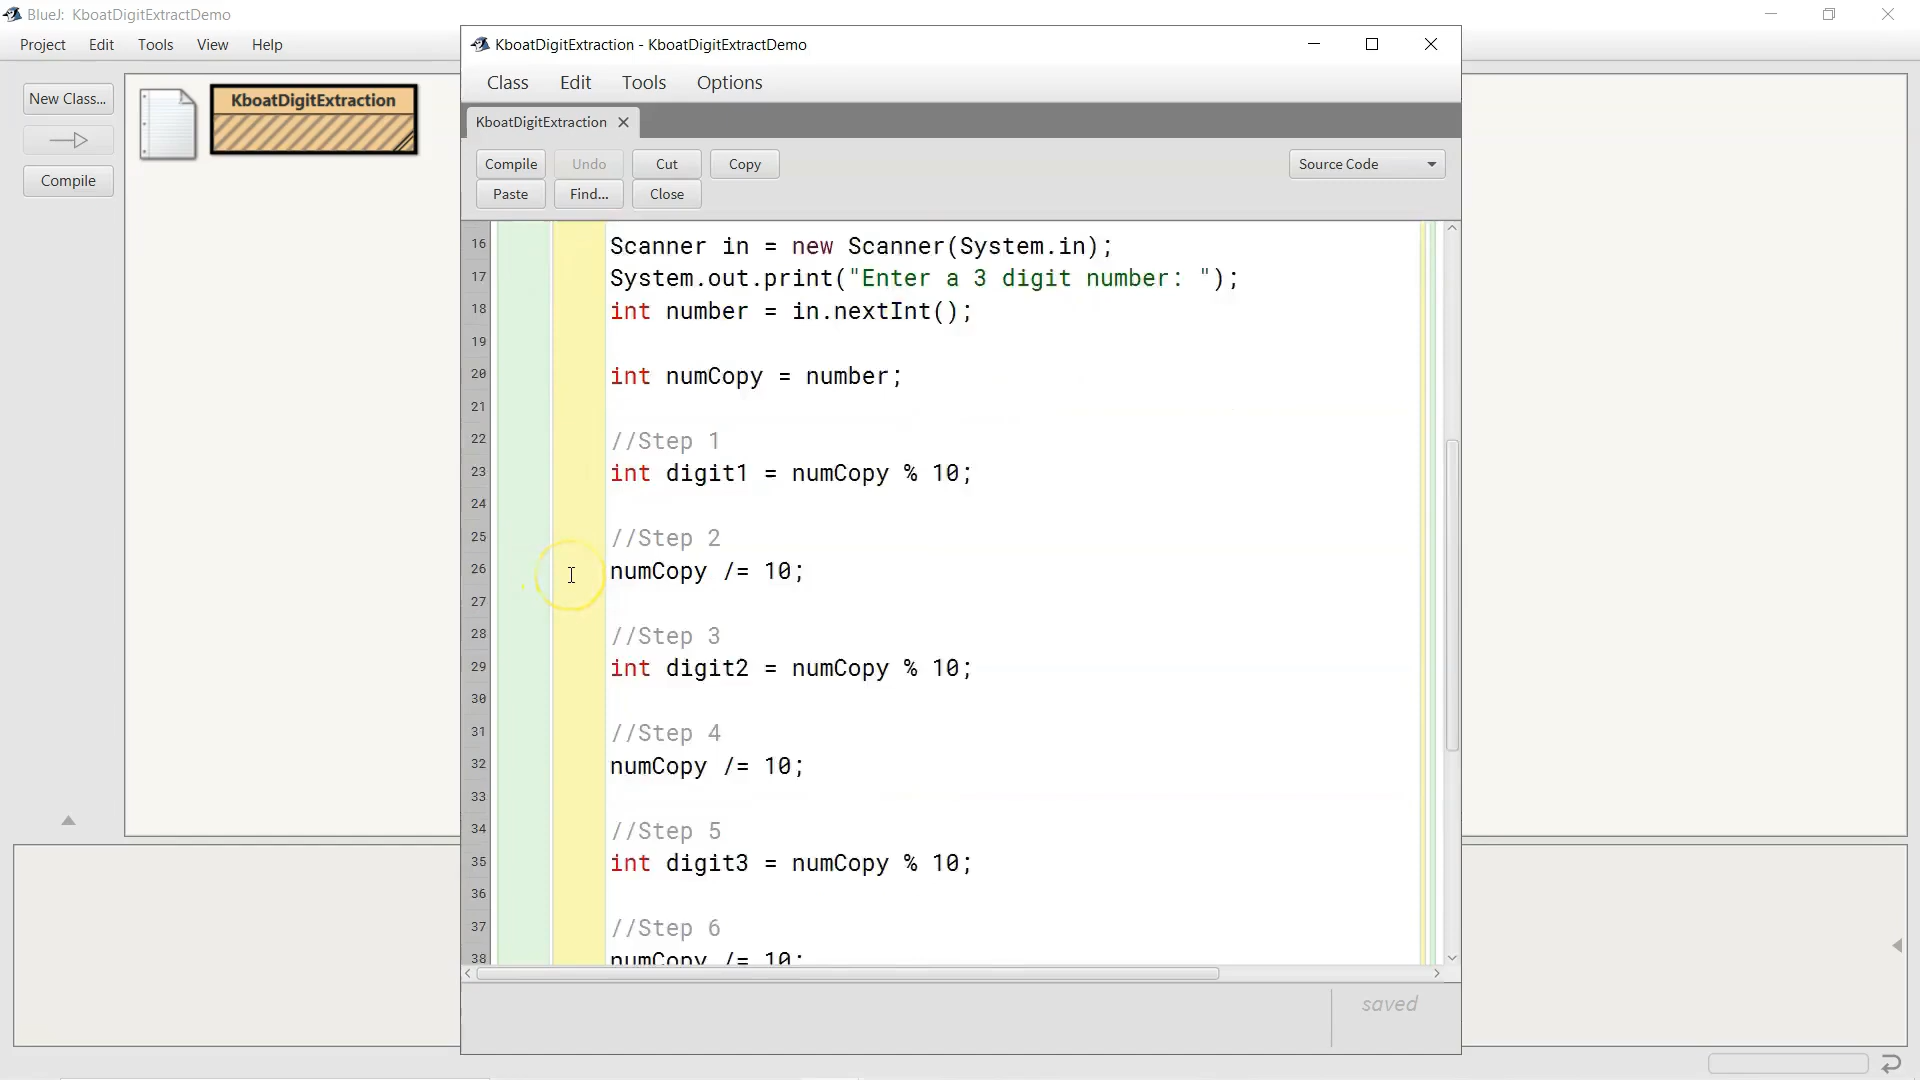 BlueJ: KboatDigitExtractDemo
Project Edit Tools View Help
New Class...
Compile
KboatDigitExtraction
KboatDigitExtraction - KboatDigitExtractDemo
Class Edit Tools Options
KboatDigitExtraction
Compile Undo Cut Copy
Paste Find... Close
Source Code
16 Scanner in = new Scanner(System.in);
17 System.out.print("Enter a 3 digit number: ");
18 int number = in.nextInt();
19
20 int numCopy = number;
21
22 //Step 1
23 int digit1 = numCopy % 10;
24
25 //Step 2
26 numCopy /= 10;
27
28 //Step 3
29 int digit2 = numCopy % 10;
30
31 //Step 4
32 numCopy /= 10;
33
34 //Step 5
35 int digit3 = numCopy % 10;
36
37 //Step 6
38 numCopy /= 10;
saved